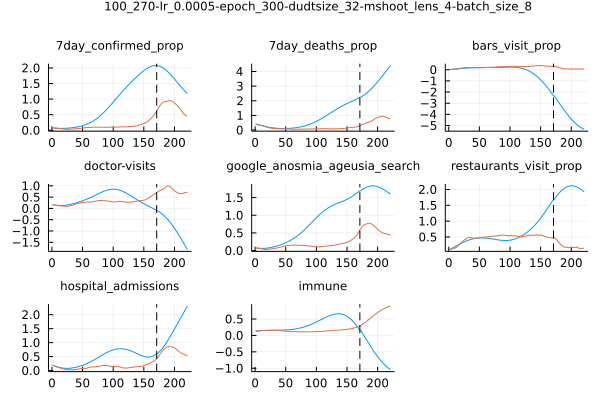 100_270-lr_0.0005-epoch_300-dudtsize_32-mshoot_lens_4-batch_size_8
7day_confirmed_prop 7day_deaths_prop bars_visit_prop
2.0 4 0
1.5 3 −1
1.0 2 −2
0.5 1 −3
0.0 0 −4
−5
0 50 100 150 200 0 50 100 150 200 0 50 100 150 200
doctor-visits google_anosmia_ageusia_search restaurants_visit_prop
1.0 1.5 2.0
0.5 1.0 1.5
0.0 0.5 1.0
−0.5 0.0 0.5
−1.0
−1.5
0 50 100 150 200 0 50 100 150 200 0 50 100 150 200
hospital_admissions immune
2.0 0.5
1.5 0.0
1.0 −0.5
0.5 −1.0
0.0
0 50 100 150 200 0 50 100 150 200